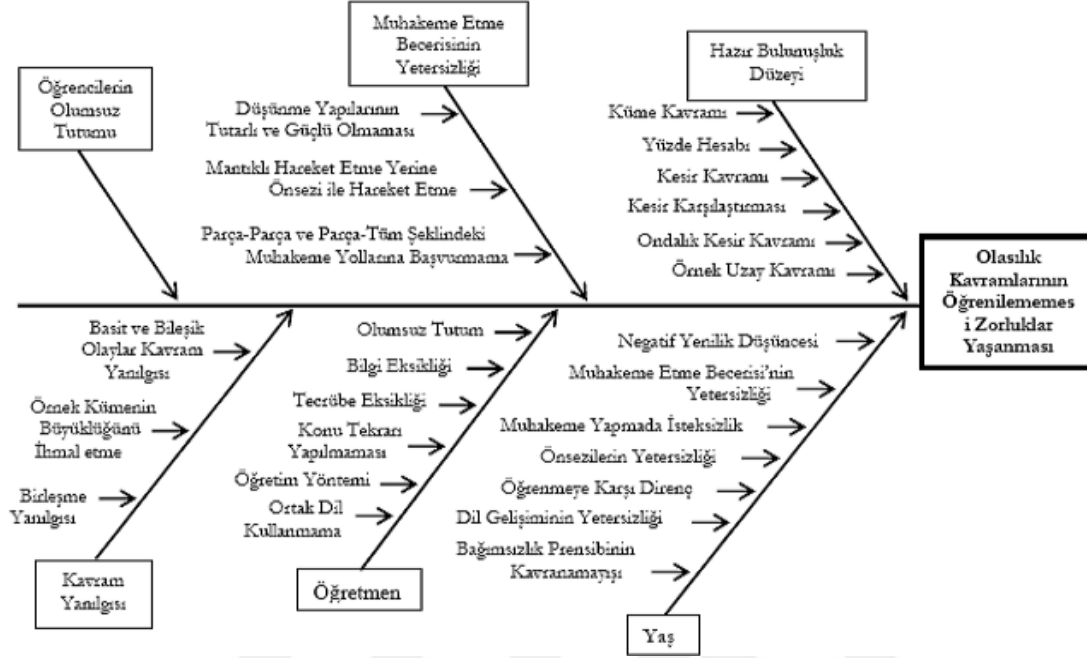 Öğrencilerin
Olumsuz
Tutumu
Muhakeme Etme
Becerisinin
Yetersizliği
Düşünme Yapılarının
Tutarlı ve Güçlü Olmaması
Mantıklı Hareket Etme Yerine
Önsezi ile Hareket Etme
Parça-Parça ve Parça-Tüm Şeklindeki
Muhakeme Yollarına Başvurmama
Hazır Bulunuşluk
Düzeyi
Küme Kavramı
Yüzde Hesabı
Kesir Kavramı
Kesir Karşılaştırması
Ondalık Kesir Kavramı
Örnek Uzay Kavramı
Olasılık
Kavramlarının
Öğrenilememes
i Zorluklar
Yaşanması
Basit ve Bileşik
Olaylar Kavram
Yanılgısı
Örnek Kümenin
Büyüklüğünü
İhmal etme
Birleşme
Yanılgısı
Kavram
Yanılgısı
Olumsuz Tutum
Bilgi Eksikliği
Tecrübe Eksikliği
Konu Tekrarı
Yapılmaması
Öğretim Yöntemi
Ortak Dil
Kullanmama
Öğretmen
Negatif Yenilik Düşüncesi
Muhakeme Etme Becerisi'nin
Yetersizliği
Muhakeme Yapmada İsteksizlik
Önsezilerin Yetersizliği
Öğrenmeye Karşı Direnç
Dil Gelişiminin Yetersizliği
Bağımsızlık Prensibinin
Kavranamayışı
Yaş